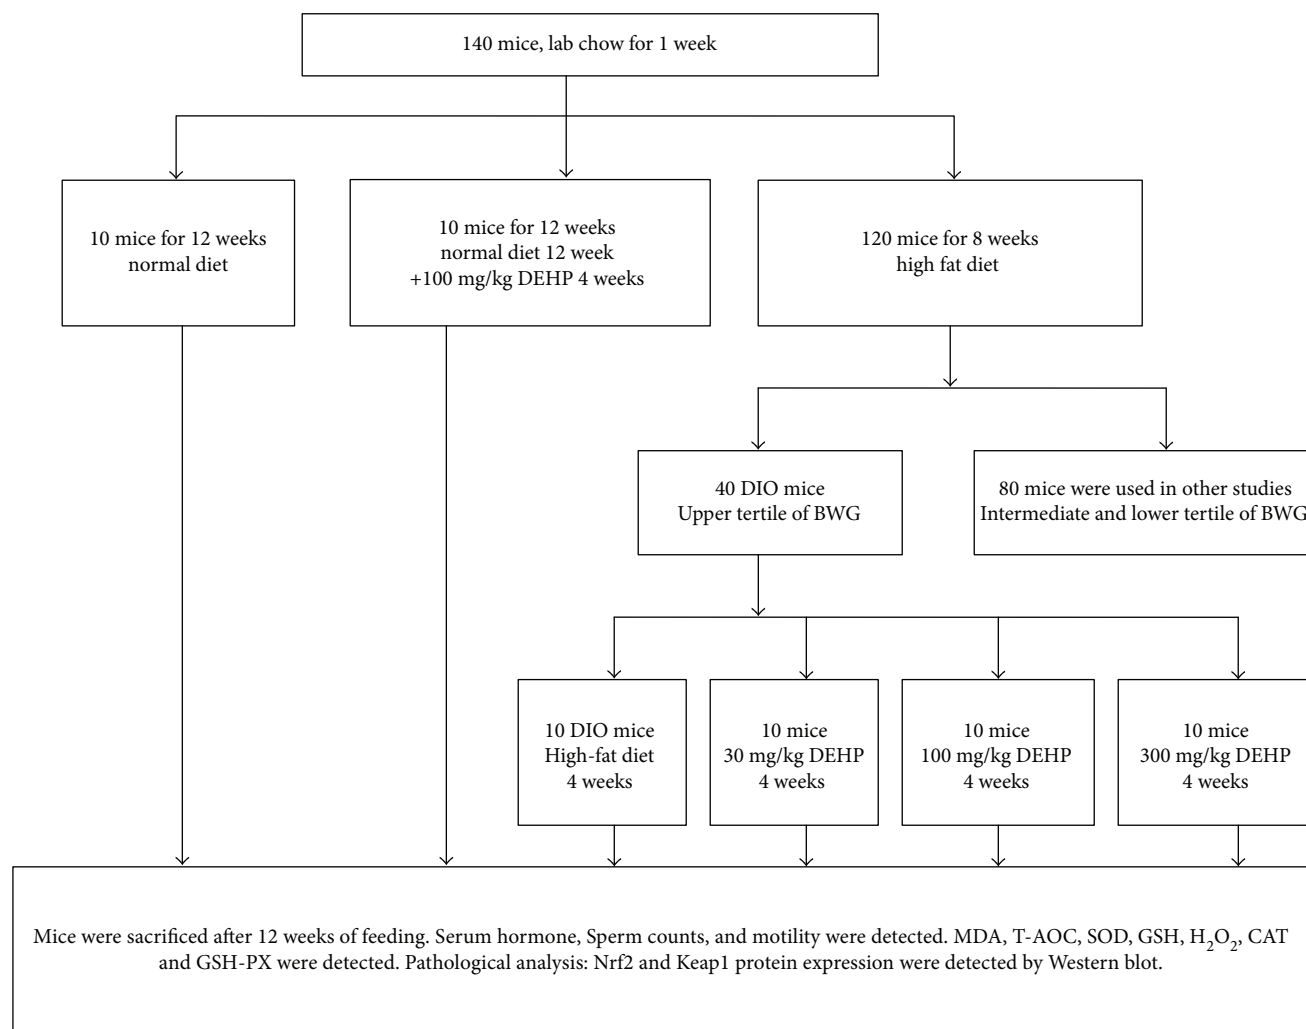 140 mice, lab chow for 1 week
10 mice for 12 weeks
normal diet
10 mice for 12 weeks
normal diet 12 week
+100 mg/kg DEHP 4 weeks
120 mice for 8 weeks
high fat diet
40 DIO mice
Upper tertile of BWG
80 mice were used in other studies
Intermediate and lower tertile of BWG
10 DIO mice
High-fat diet
4 weeks
10 mice
30 mg/kg DEHP
4 weeks
10 mice
100 mg/kg DEHP
4 weeks
10 mice
300 mg/kg DEHP
4 weeks
Mice were sacrificed after 12 weeks of feeding. Serum hormone, Sperm counts, and motility were detected. MDA, T-AOC, SOD, GSH, H₂O₂, CAT
and GSH-PX were detected. Pathological analysis: Nrf2 and Keap1 protein expression were detected by Western blot.